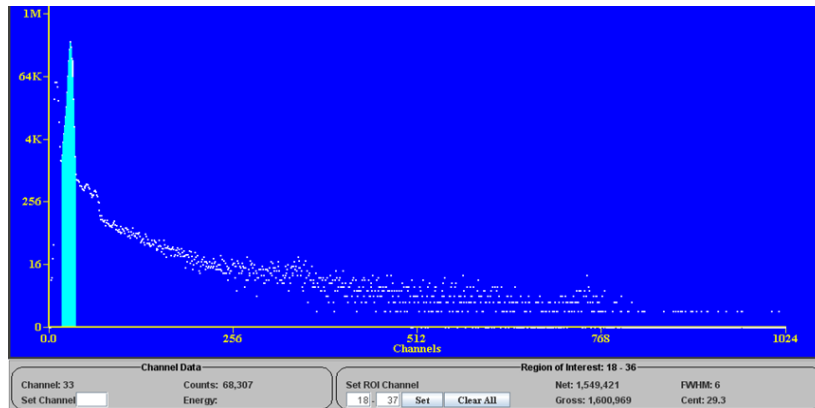 1M
64K
4K
256
16
0
0.0 256 512 768 1024
Channels
Channel Data
Channel: 33 Counts: 68,307
Set Channel Energy:
Region of Interest: 18 - 36
Set ROI Channel Net: 1,549,421 FWHM: 6
18 - 37 Set Clear All Gross: 1,600,969 Cent: 29.3